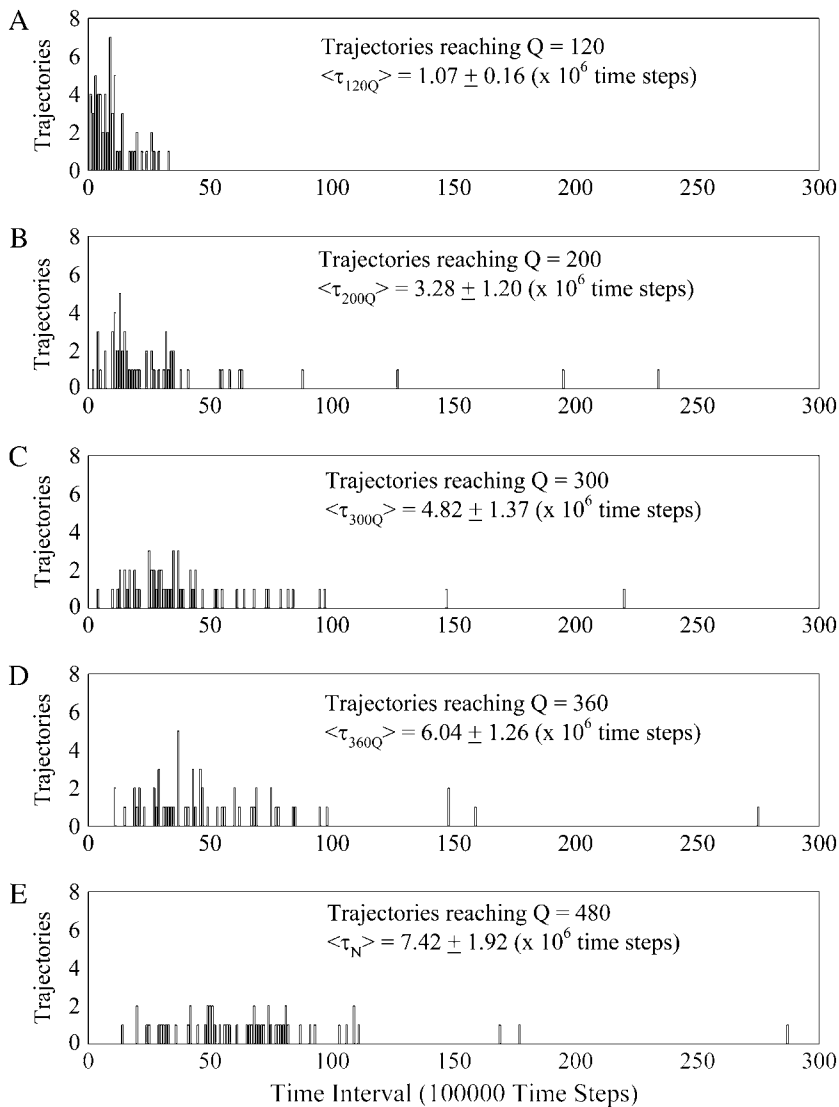 A
8
6
4
2
0
Trajectories
Trajectories reaching Q = 120
<τ120Q> = 1.07 ± 0.16 (x 10^6 time steps)
0 50 100 150 200 250 300
B
8
6
4
2
0
Trajectories
Trajectories reaching Q = 200
<τ200Q> = 3.28 ± 1.20 (x 10^6 time steps)
0 50 100 150 200 250 300
C
8
6
4
2
0
Trajectories
Trajectories reaching Q = 300
<τ300Q> = 4.82 ± 1.37 (x 10^6 time steps)
0 50 100 150 200 250 300
D
8
6
4
2
0
Trajectories
Trajectories reaching Q = 360
<τ360Q> = 6.04 ± 1.26 (x 10^6 time steps)
0 50 100 150 200 250 300
E
8
6
4
2
0
Trajectories
Trajectories reaching Q = 480
<τN> = 7.42 ± 1.92 (x 10^6 time steps)
0 50 100 150 200 250 300
Time Interval (100000 Time Steps)